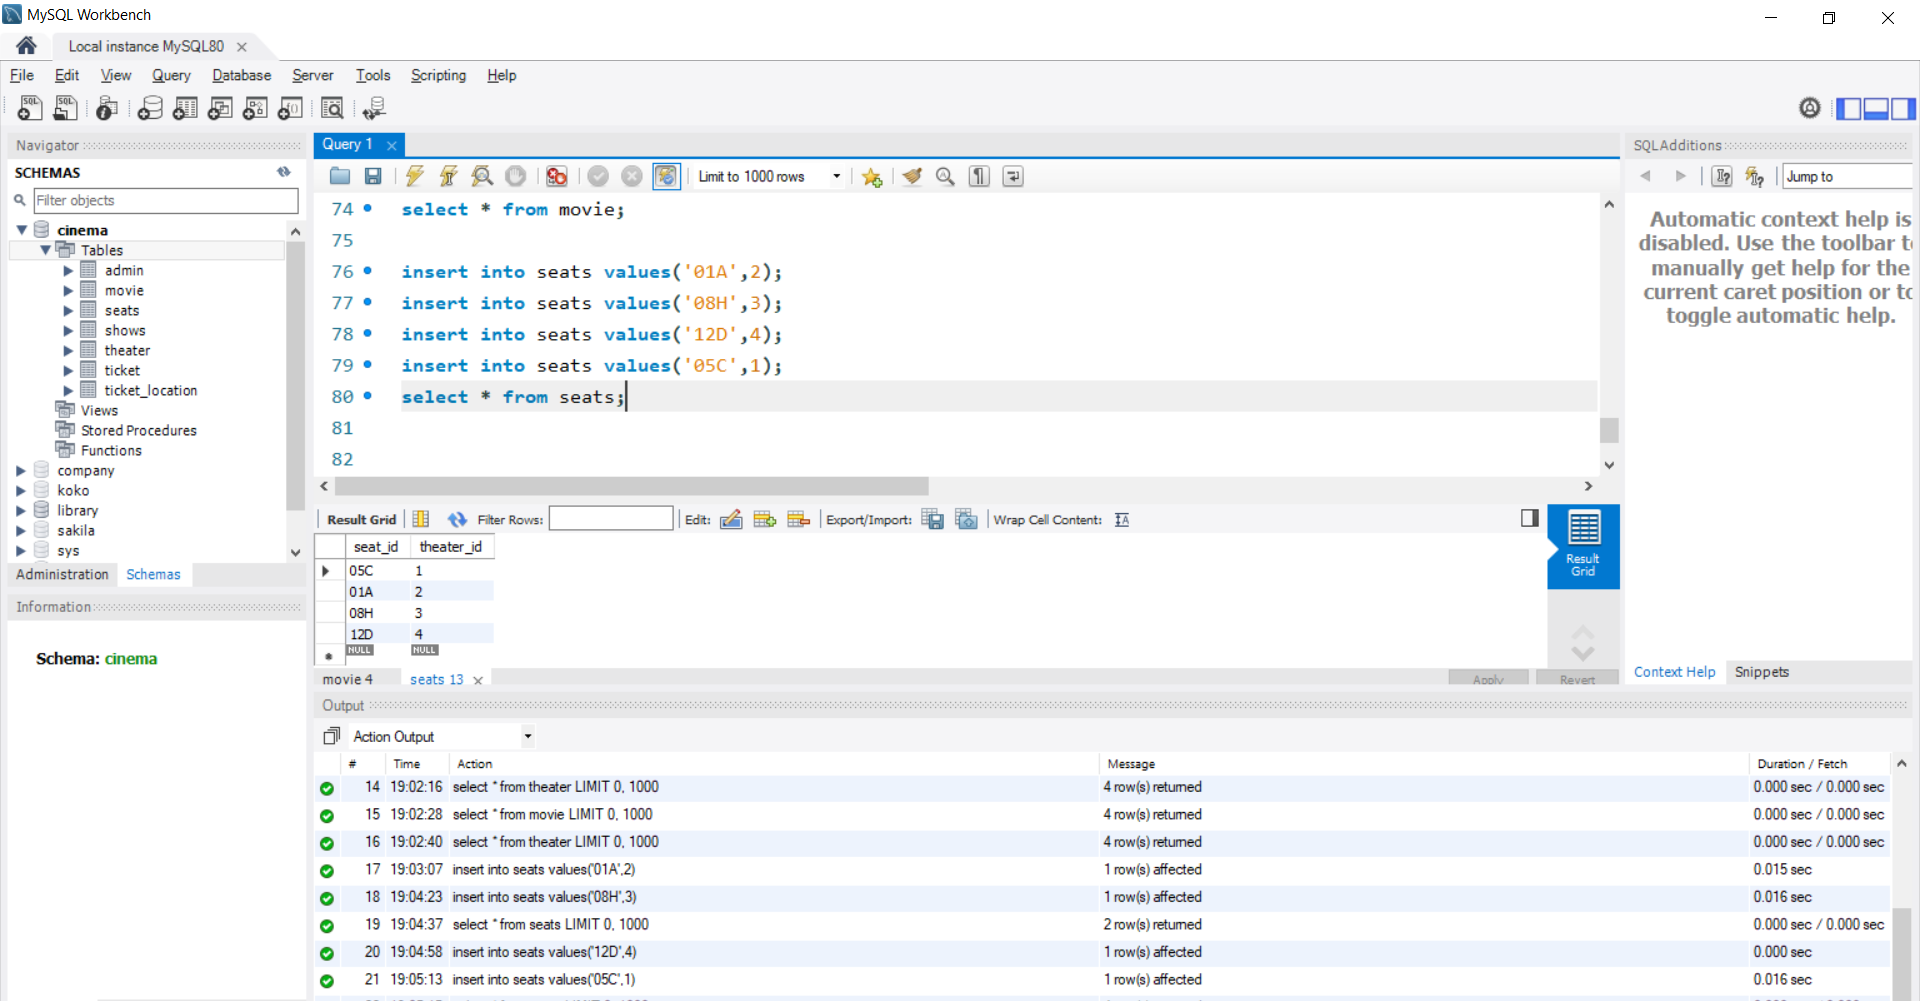 MySQL Workbench
Local instance MySQL80
File Edit View Query Database Server Tools Scripting Help
Navigator
SCHEMAS
Filter objects
cinema
Tables
admin
movie
seats
shows
theater
ticket
ticket_location
Views
Stored Procedures
Functions
company
koko
library
sakila
sys
Administration Schemas
Information
Schema: cinema
Query 1
Limit to 1000 rows
74 select * from movie;
75
76 insert into seats values('01A',2);
77 insert into seats values('08H',3);
78 insert into seats values('12D',4);
79 insert into seats values('05C',1);
80 select * from seats;
81
82
Result Grid Filter Rows: Edit: Export/Import: Wrap Cell Content:
seat_id theater_id
05C 1
01A 2
08H 3
12D 4
NULL NULL
Result
Grid
movie 4 seats 13 Apply Revert
SQLAdditions
Jump to
Automatic context help is
disabled. Use the toolbar
manually get help for the
current caret position or
toggle automatic help.
Context Help Snippets
Output
Action Output
# Time Action Message Duration / Fetch
14 19:02:16 select * from theater LIMIT 0, 1000 4 row(s) returned 0.000 sec / 0.000 sec
15 19:02:28 select * from movie LIMIT 0, 1000 4 row(s) returned 0.000 sec / 0.000 sec
16 19:02:40 select * from theater LIMIT 0, 1000 4 row(s) returned 0.000 sec / 0.000 sec
17 19:03:07 insert into seats values('01A',2) 1 row(s) affected 0.015 sec
18 19:04:23 insert into seats values('08H',3) 1 row(s) affected 0.016 sec
19 19:04:37 select * from seats LIMIT 0, 1000 2 row(s) returned 0.000 sec / 0.000 sec
20 19:04:58 insert into seats values('12D',4) 1 row(s) affected 0.000 sec
21 19:05:13 insert into seats values('05C',1) 1 row(s) affected 0.016 sec